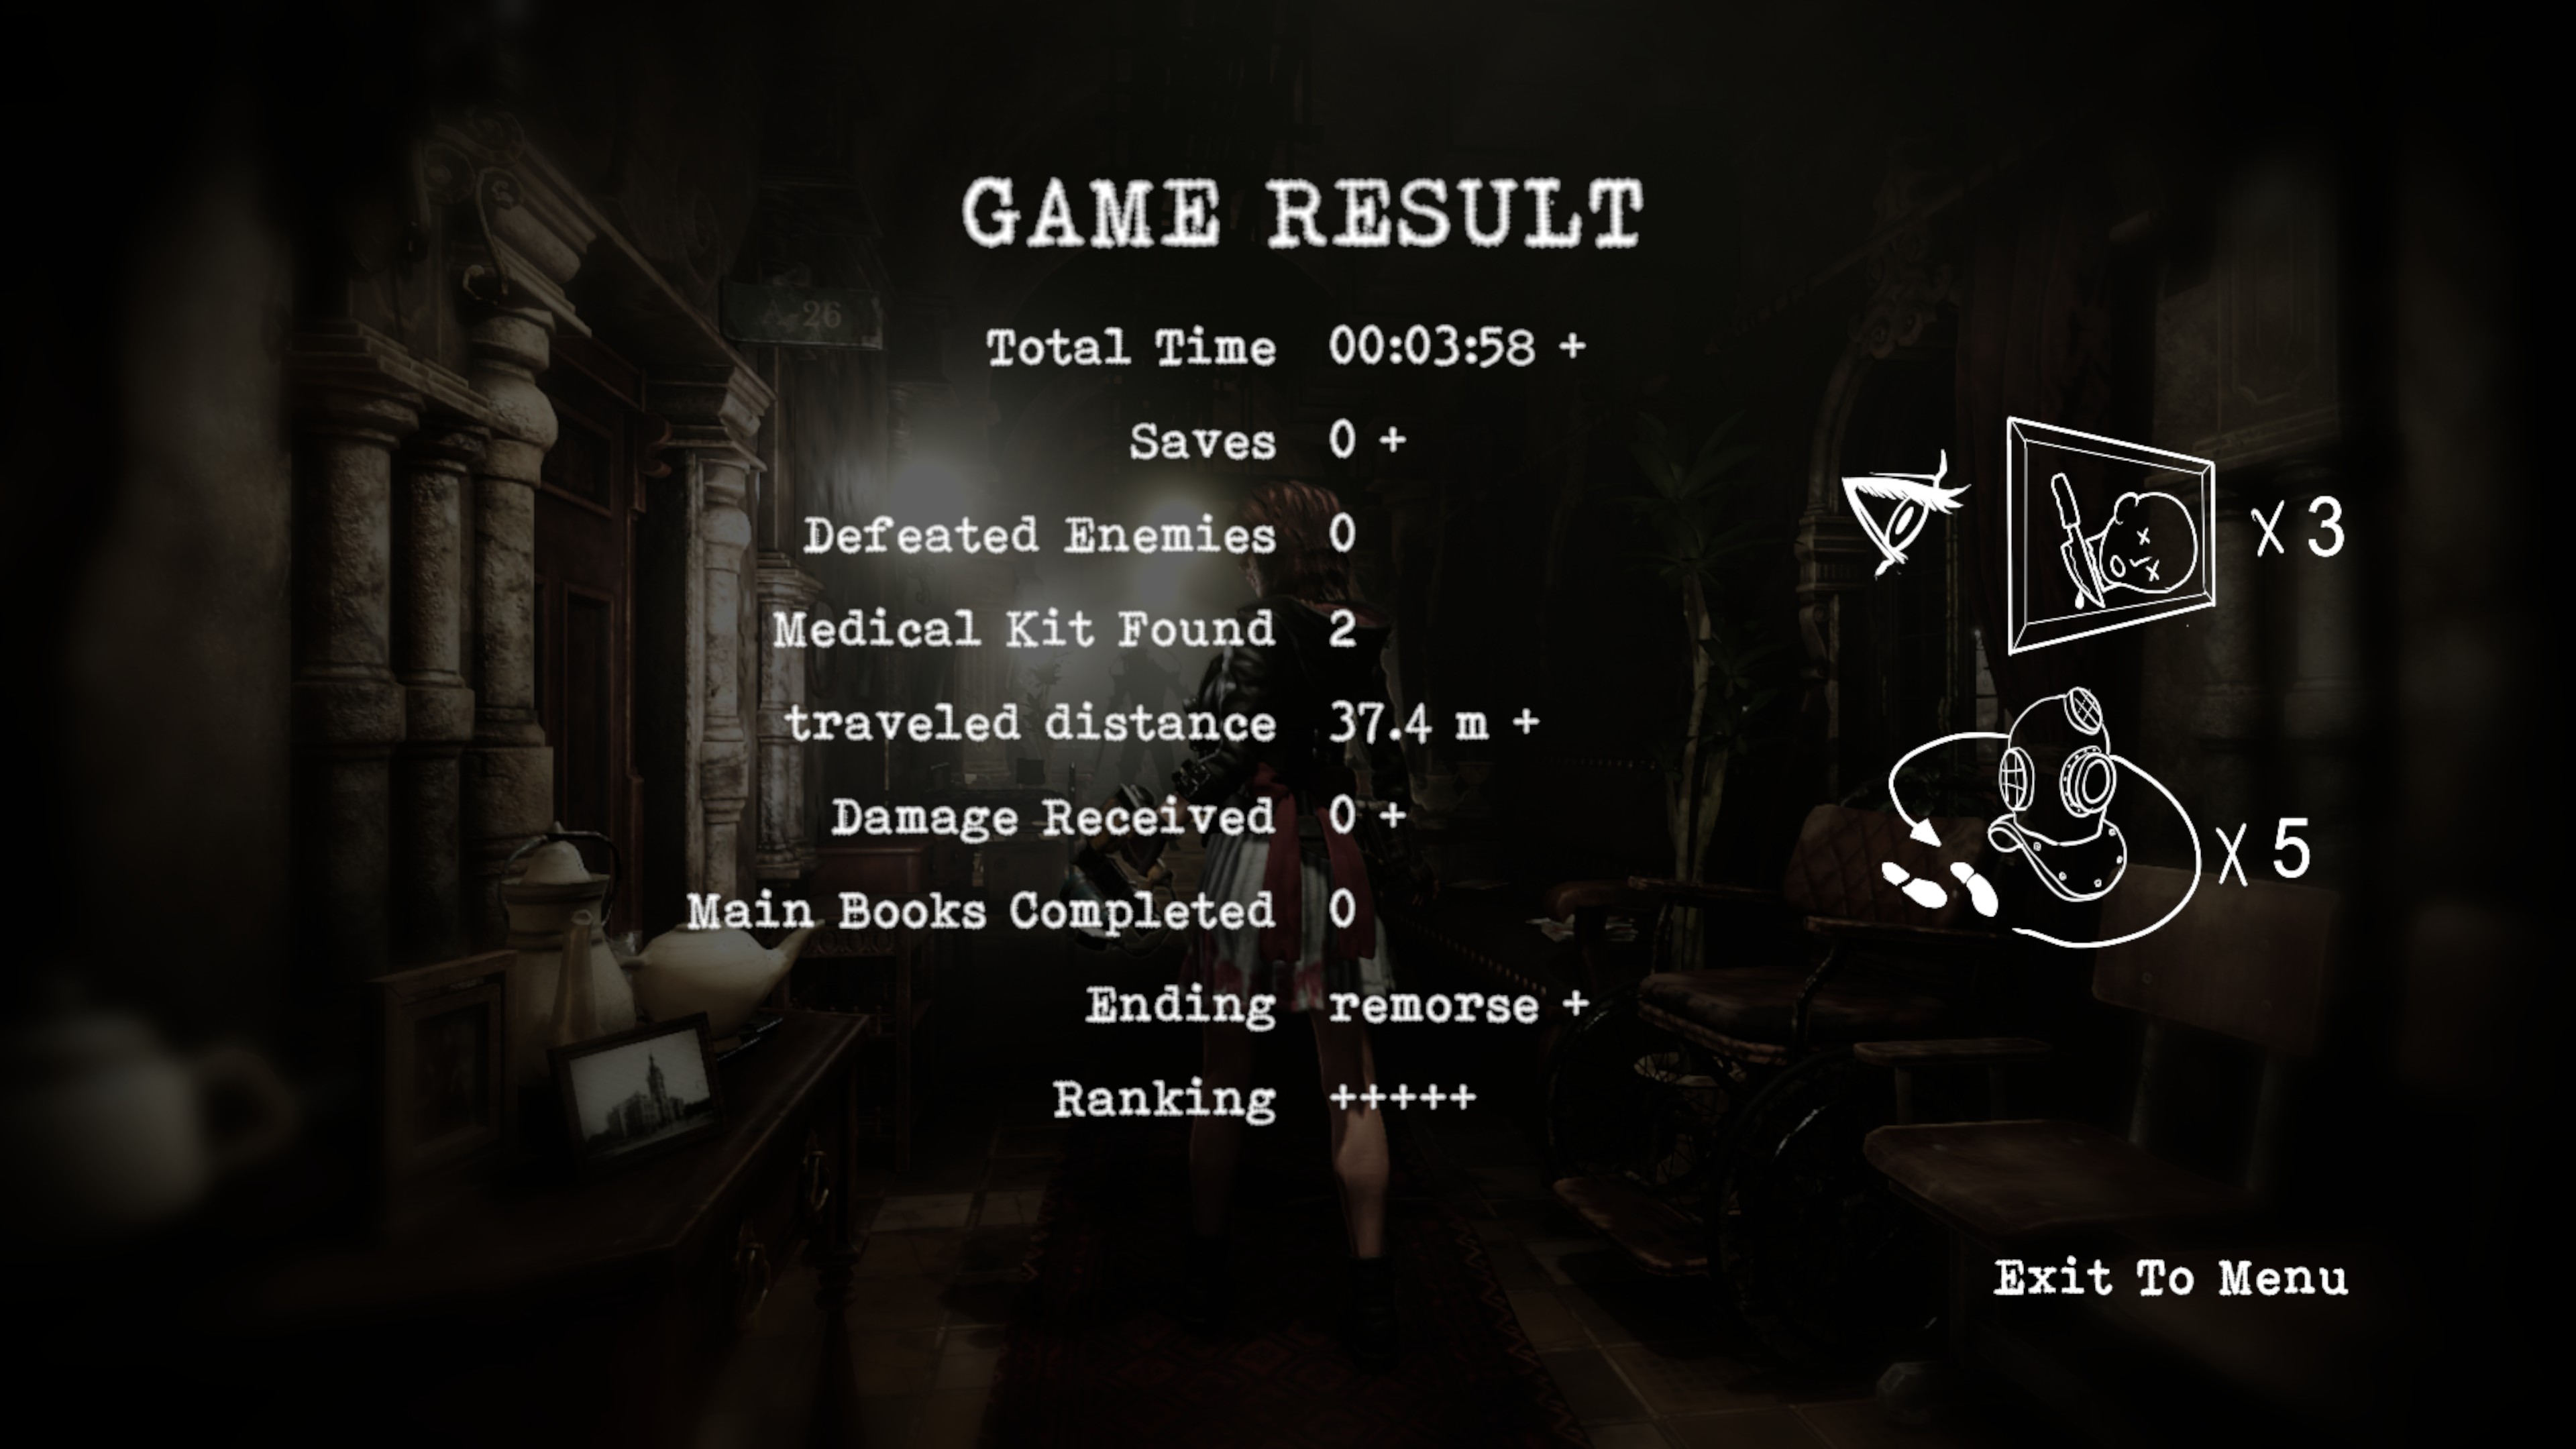 GAME RESULT
A-26
Total Time 00:03:58 +
Saves 0 +
Defeated Enemies 0
Medical Kit Found 2
traveled distance 37.4 m +
Damage Received 0 +
Main Books Completed 0
Ending remorse +
Ranking +++++
X 3
X 5
Exit To Menu